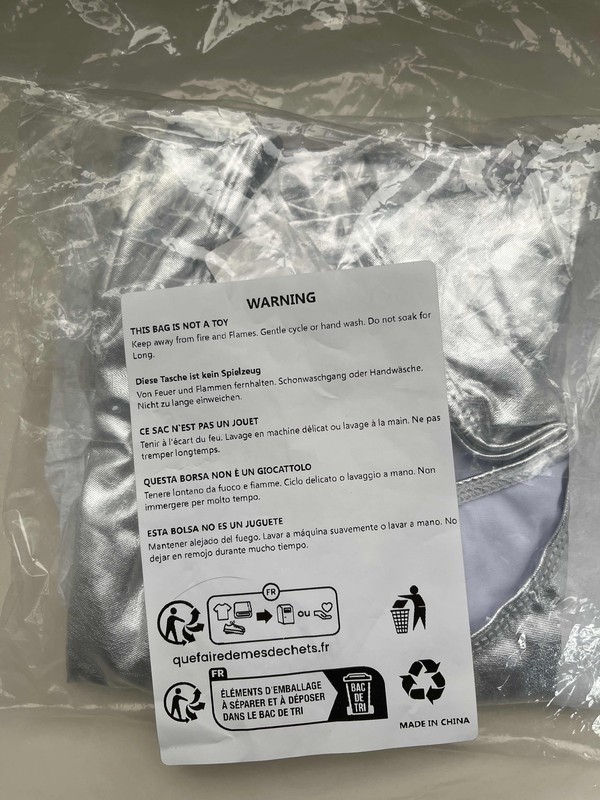 WARNING
THIS BAG IS NOT A TOY
Keep away from fire and Flames. Gentle cycle or hand wash. Do not soak for
Long.
Diese Tasche ist kein Spielzeug
Von Feuer und Flammen fernhalten. Schonwaschgang oder Handwäsche.
Nicht zu lange einweichen.
CE SAC N'EST PAS UN JOUET
Tenir à l'écart du feu. Lavage en machine délicat ou lavage à la main. Ne pas
tremper longtemps.
QUESTA BORSA NON È UN GIOCATTOLO
Tenere lontano da fuoco e fiamme. Ciclo delicato o lavaggio a mano. Non
immergere per molto tempo.
ESTA BOLSA NO ES UN JUGUETE
Mantener alejado del fuego. Lavar a máquina suavemente o lavar a mano. No
dejar en remojo durante mucho tiempo.
FR
ou
quefairedemesdechets.fr
FR
ÉLÉMENTS D'EMBALLAGE
À SÉPARER ET À DÉPOSER
DANS LE BAC DE TRI
BAC
DE
TRI
MADE IN CHINA